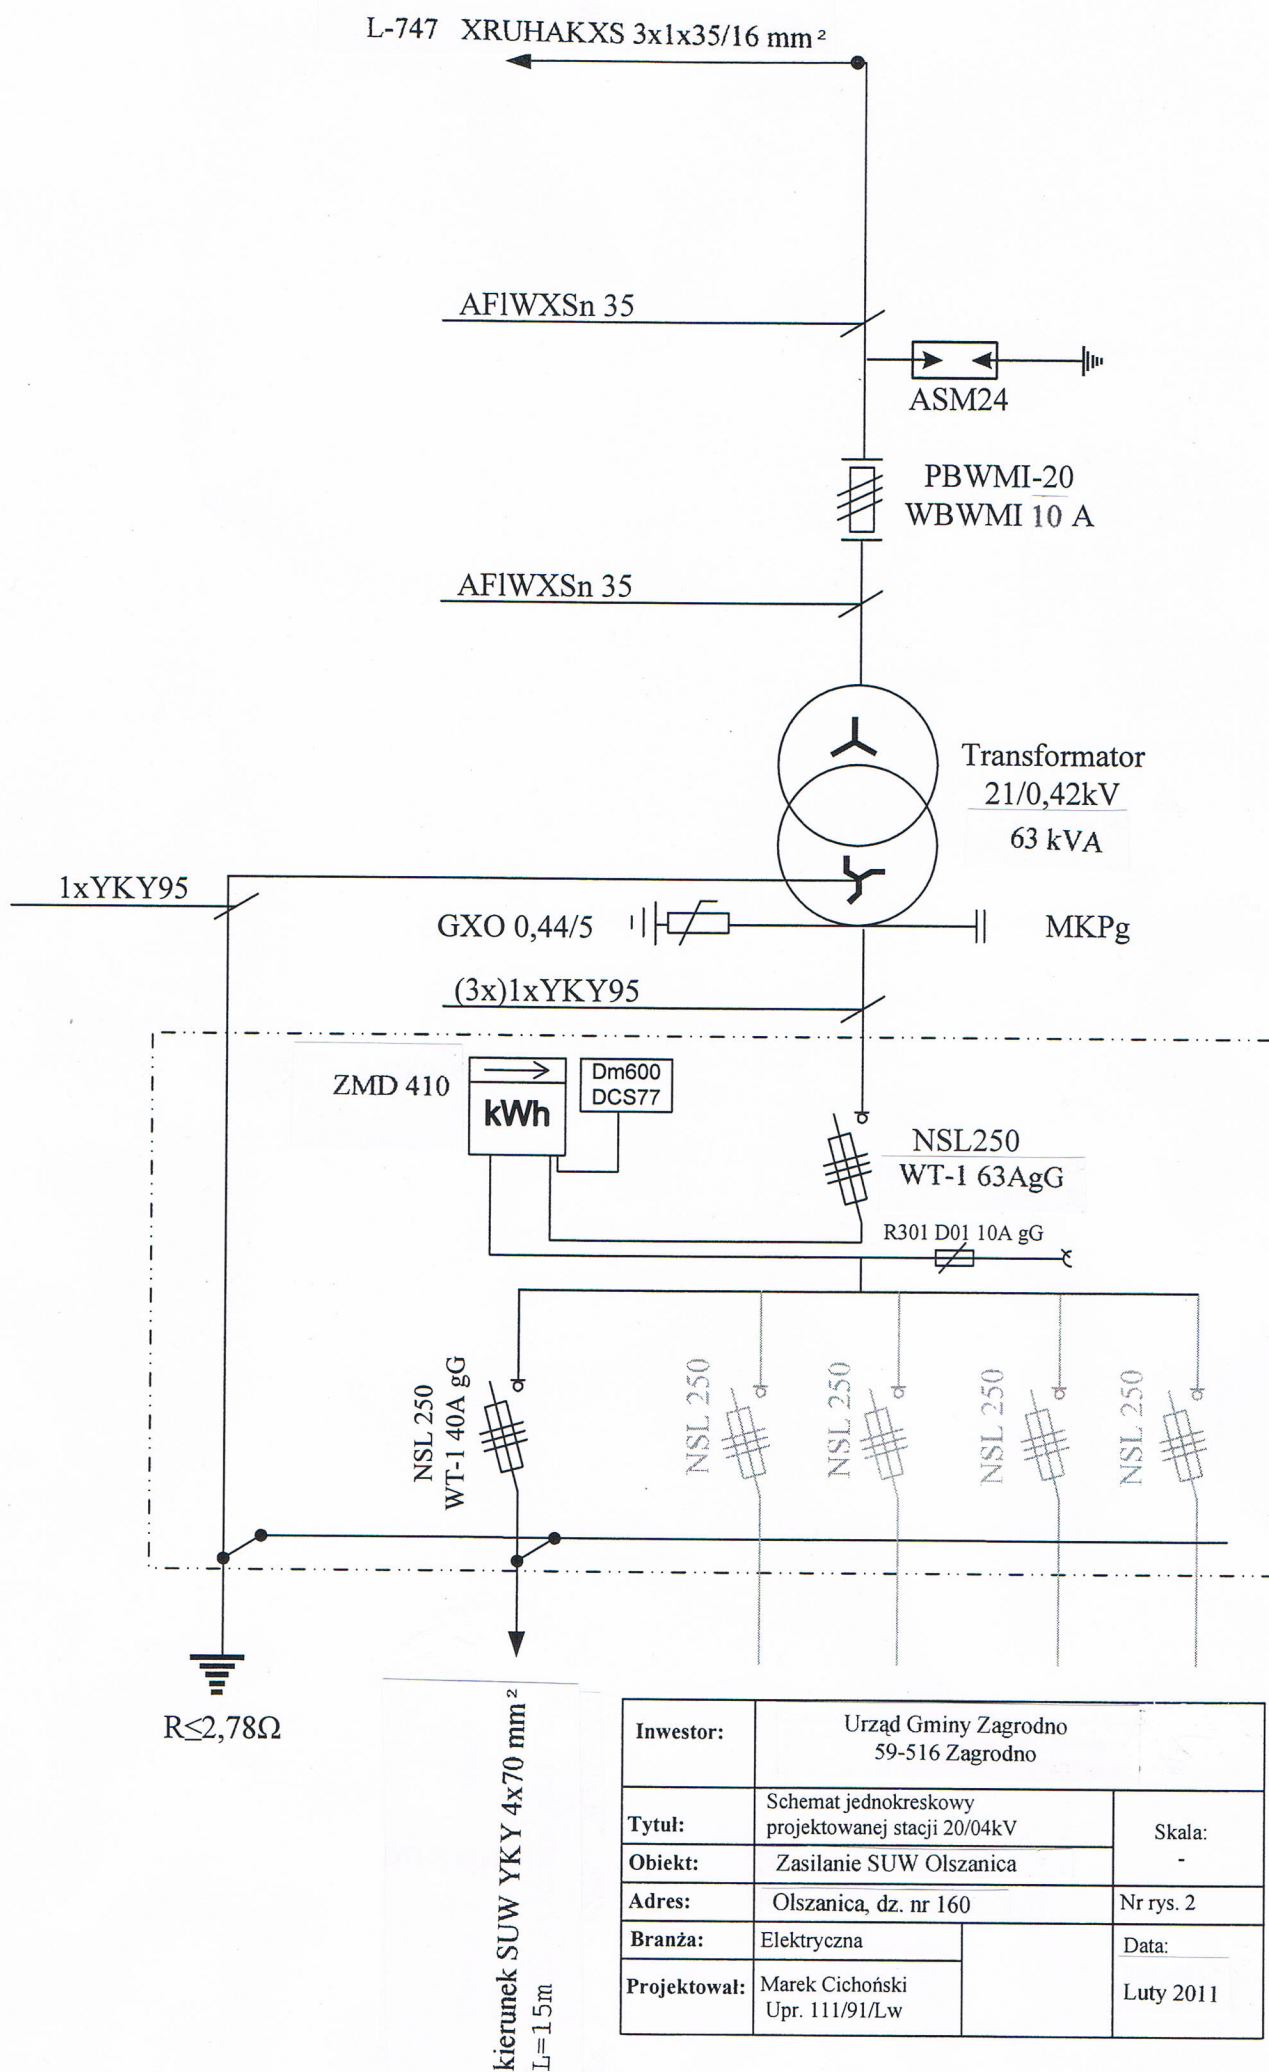 L-747 XRUHAKXS 3x1x35/16 mm²
AFlWXSn 35
ASM24
PBWMI-20
WBWMI 10 A
AFlWXSn 35
Transformator
21/0,42kV
63 kVA
1xYKY95
GXO 0,44/5
MKPg
(3x)1xYKY95
ZMD 410
kWh
Dm600
DCS77
NSL250
WT-1 63AgG
R301 D01 10A gG
NSL 250
WT-1 40A gG
NSL 250
NSL 250
NSL 250
NSL 250
R≤2,78Ω
kierunek SUW YKY 4x70 mm²
L=15m
Inwestor:
Urząd Gminy Zagrodno
59-516 Zagrodno
Tytuł:
Schemat jednokreskowy
projektowanej stacji 20/04kV
Skala:
-
Obiekt:
Zasilanie SUW Olszanica
Adres:
Olszanica, dz. nr 160
Nr rys. 2
Branża:
Elektryczna
Data:
Luty 2011
Projektował:
Marek Cichoński
Upr. 111/91/Lw